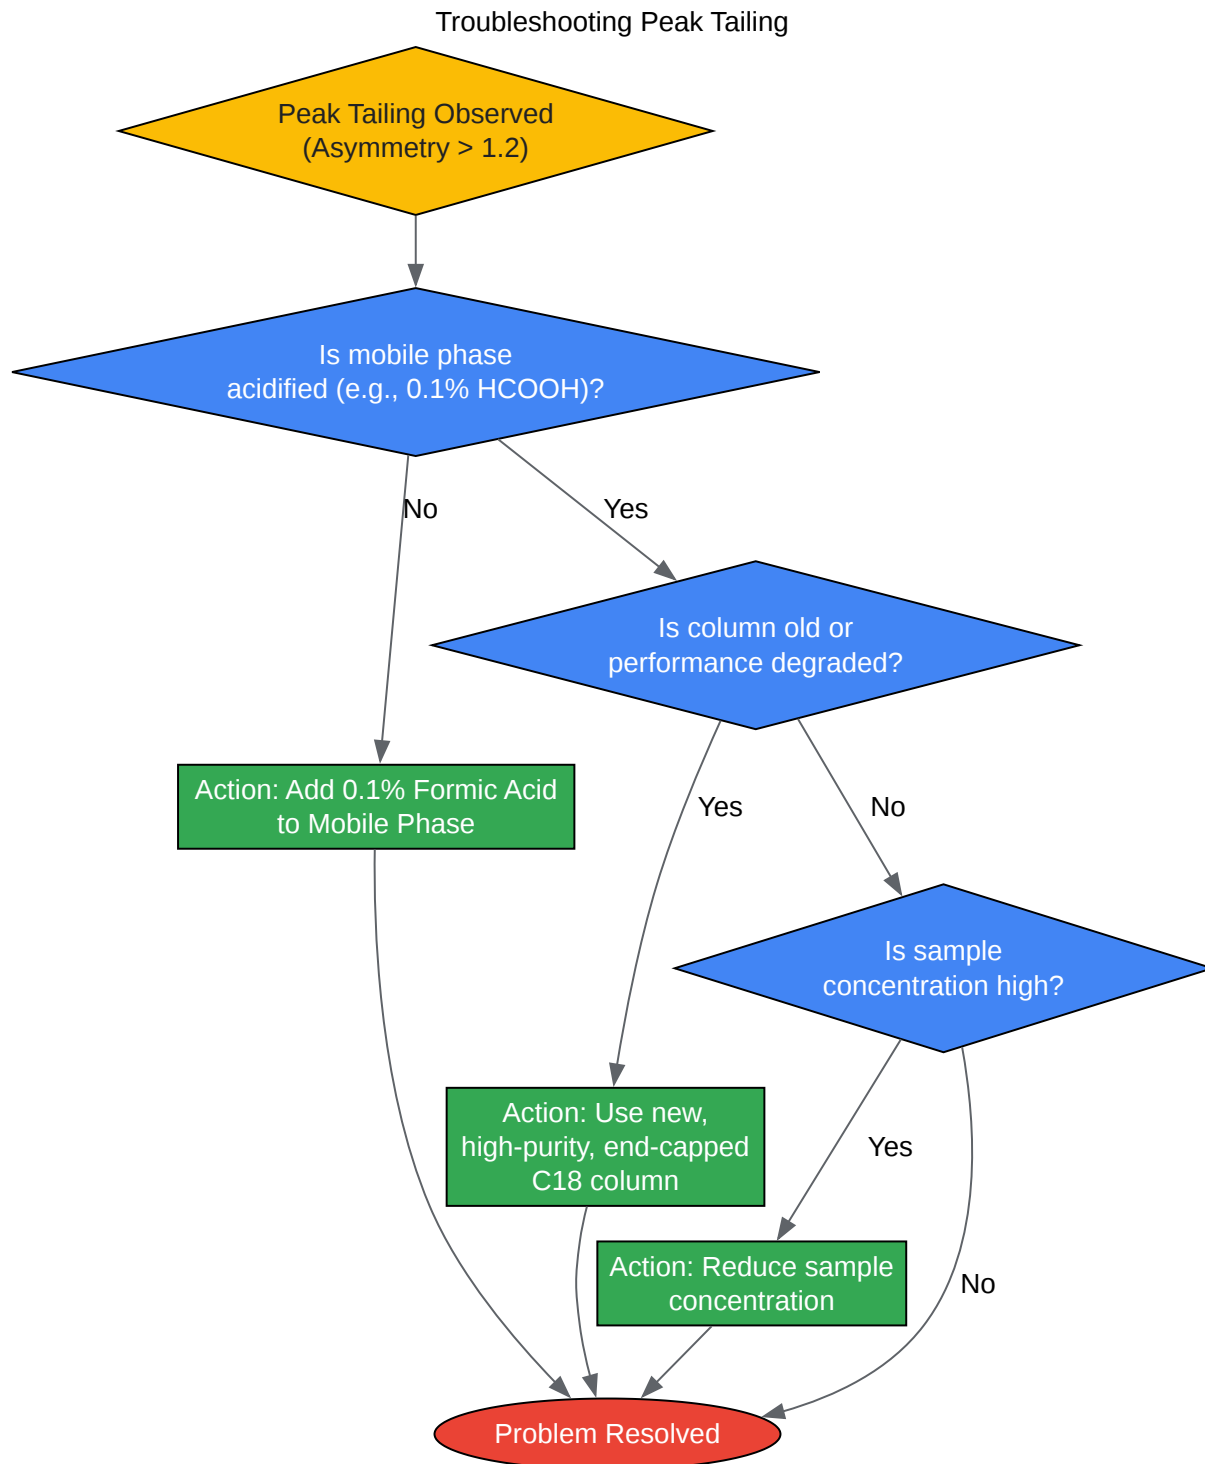 Troubleshooting Peak Tailing
Peak Tailing Observed
(Asymmetry > 1.2)
Is mobile phase
acidified (e.g., 0.1% HCOOH)?
No
Yes
Is column old or
performance degraded?
Action: Add 0.1% Formic Acid
to Mobile Phase
Yes
No
Is sample
concentration high?
Action: Use new,
high-purity, end-capped
C18 column
Yes
Action: Reduce sample
concentration
No
Problem Resolved